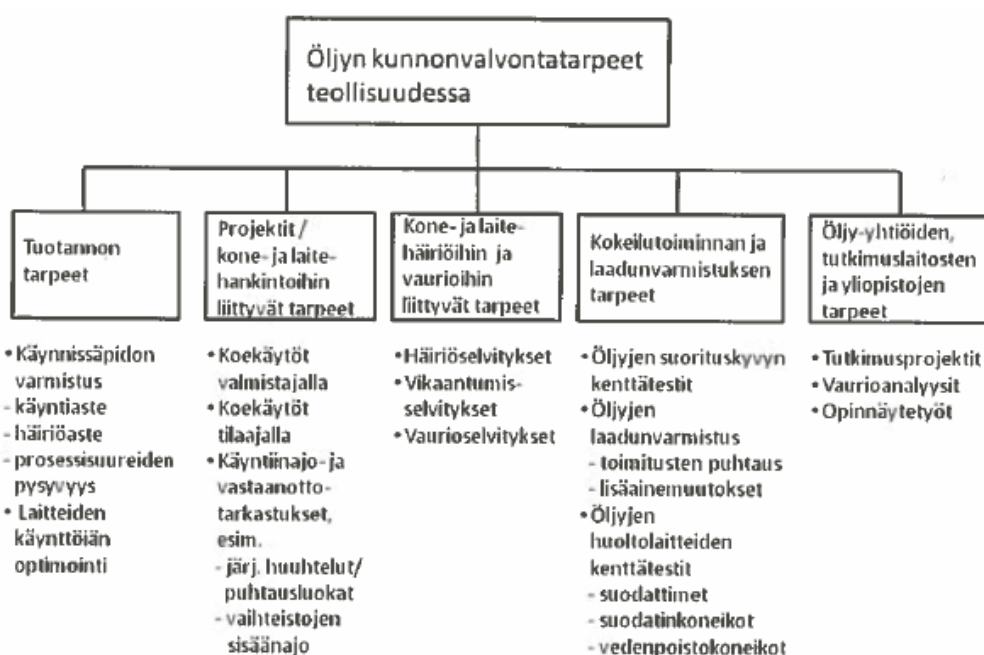 Öljyn kunnonvalvontatarpeet
teollisuudessa
Tuotannon
tarpeet
• Käynnissäpidon
varmistus
- käyntiaste
- häiriöaste
- prosessisuureiden
pysyvyys
• Laitteiden
käynttöiän
optimointi
Projektit /
kone- ja laite-
hankintoihin
liittyvät tarpeet
• Koekäytöt
valmistajalla
• Koekäytöt
tilaajalla
• Käyntiinajo- ja
vastaanotto-
tarkastukset,
esim.
- järj. huuhtelut/
puhtausluokat
- vaihteistojen
sisäänajo
Kone- ja laite-
häiriöihin ja
vaurioihin
liittyvät tarpeet
• Häiriöselvitykset
• Vikaantumis-
selvitykset
• Vaurioselvitykset
Kokeilutoiminnan ja
laadunvarmistuksen
tarpeet
• Öljyjen suorituskyvyn
kenttätestit
• Öljyjen
laadunvarmistus
- toimitusten puhtaus
- lisäainemuutokset
• Öljyjen
huoltolaitteiden
kenttätestit
- suodattimet
- suodatinkoneikot
- vedenpoistokoneikot
Öljy-yhtiöiden,
tutkimuslaitosten
ja yliopistojen
tarpeet
• Tutkimusprojektit
• Vaurioanalyysit
• Opinnäytetyöt